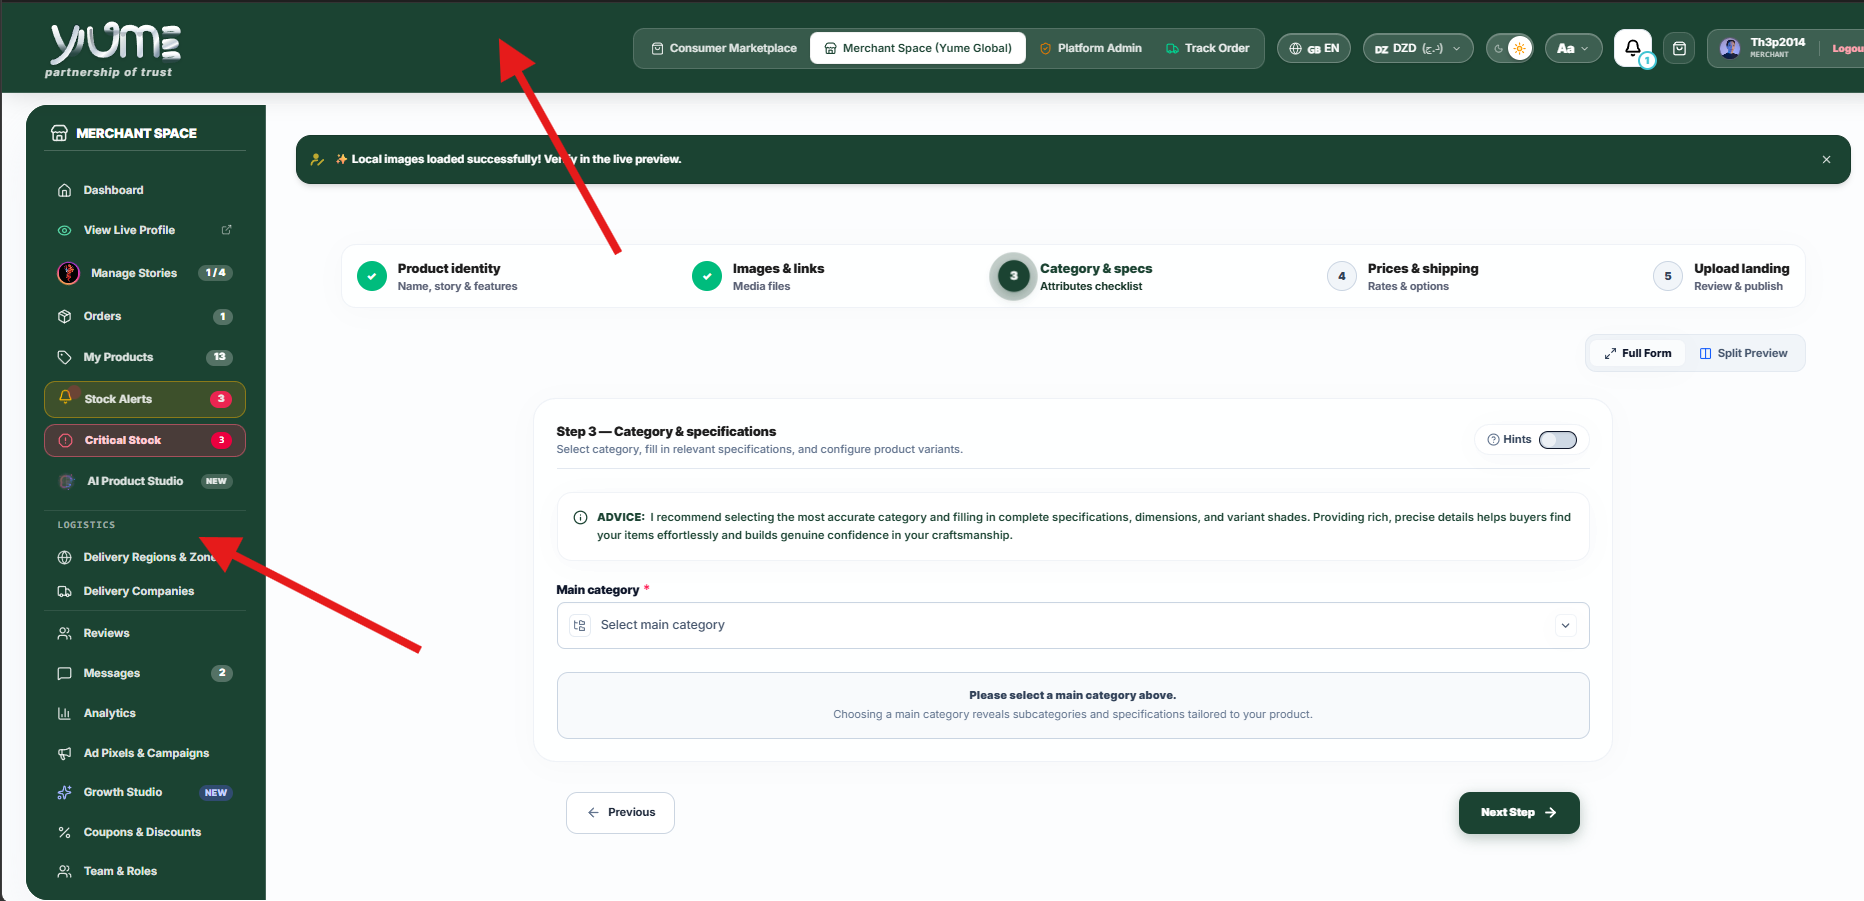 yume
partnership of trust
Consumer Marketplace
Merchant Space (Yume Global)
Platform Admin
Track Order
GB EN
DZ DZD (د.ج)
Aa
1
Th3p2014
MERCHANT
MERCHANT SPACE
Dashboard
View Live Profile
Manage Stories 1/4
Orders 1
My Products 13
Stock Alerts 3
Critical Stock 3
AI Product Studio NEW
LOGISTICS
Delivery Regions &
Delivery Companies
Reviews
Messages 2
Analytics
Ad Pixels & Campaigns
Growth Studio NEW
Coupons & Discounts
Team & Roles
✨ Local images loaded successfully! Verify in the live preview.
Product identity
Name, story & features
Images & links
Media files
3
Category & specs
Attributes checklist
4
Prices & shipping
Rates & options
5
Upload landing
Review & publish
Full Form
Split Preview
Step 3 — Category & specifications
Select category, fill in relevant specifications, and configure product variants.
Hints
ADVICE: I recommend selecting the most accurate category and filling in complete specifications, dimensions, and variant shades. Providing rich, precise details helps buyers find
your items effortlessly and builds genuine confidence in your craftsmanship.
Main category *
Select main category
Please select a main category above.
Choosing a main category reveals subcategories and specifications tailored to your product.
Previous
Next Step